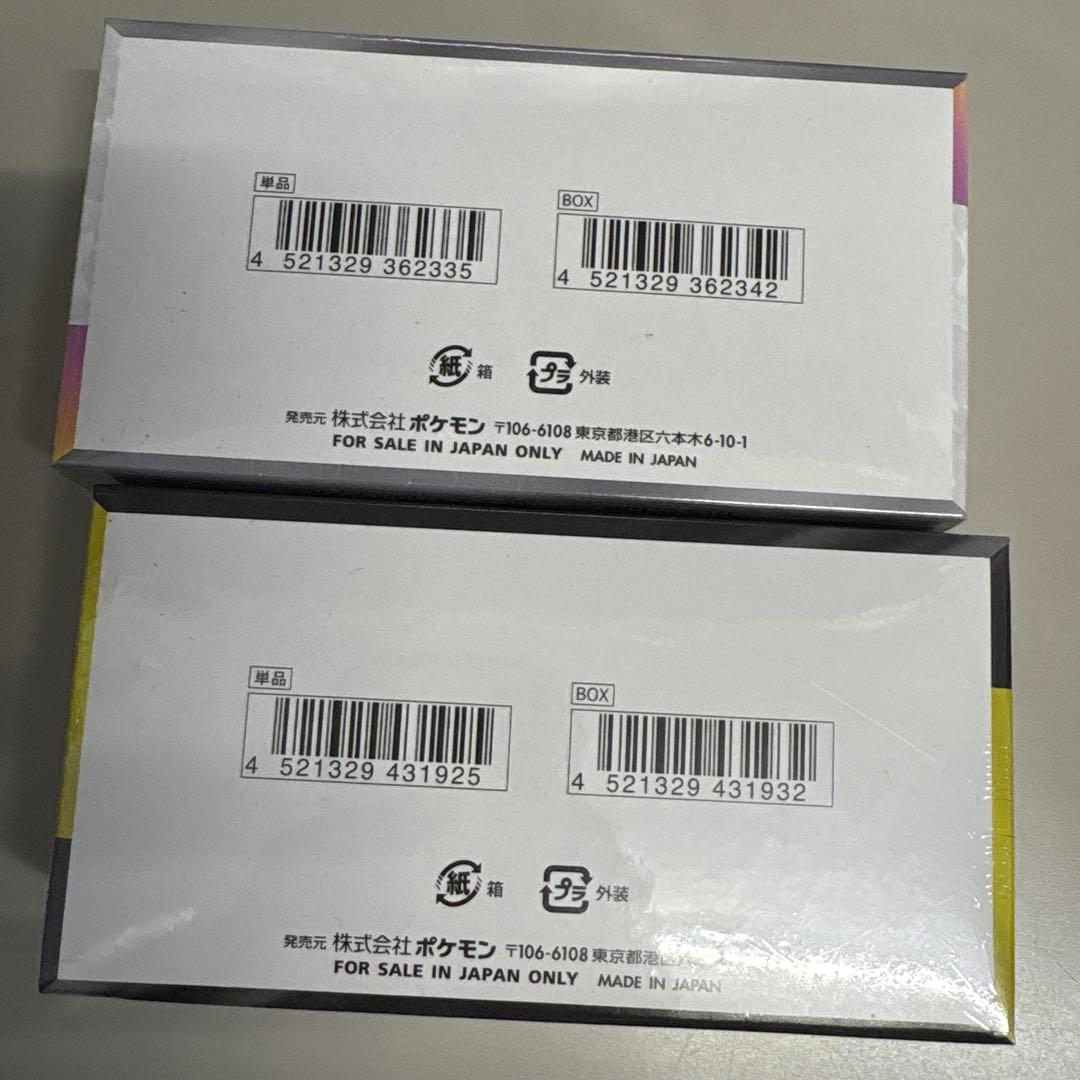 単品
BOX
4 521329 362335
4 521329 362342
紙 箱
プラ 外装
発売元 株式会社 ポケモン 〒106-6108 東京都港区六本木6-10-1
FOR SALE IN JAPAN ONLY MADE IN JAPAN
単品
BOX
4 521329 431925
4 521329 431932
紙 箱
プラ 外装
発売元 株式会社 ポケモン 〒106-6108 東京都港区
FOR SALE IN JAPAN ONLY MADE IN JAPAN